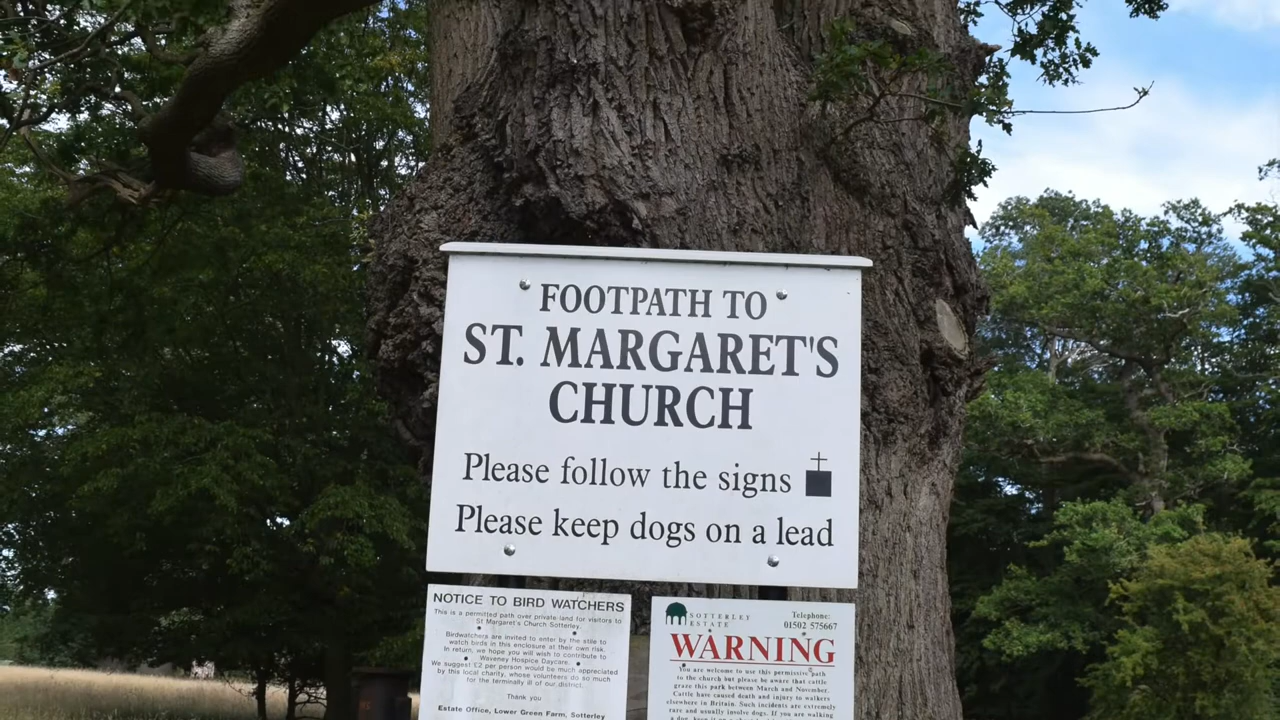 FOOTPATH TO
ST. MARGARET'S
CHURCH
Please follow the signs
Please keep dogs on a lead
NOTICE TO BIRD WATCHERS
This is a permitted path over private land for visitors to
St Margaret's Church Sotterley.
Birdwatchers are invited to enter by the stile to
watch birds in this enclosure at their own risk.
In return, we hope you will wish to contribute to
Waveney Hospice Daycare.
We suggest £2 per person would be much appreciated
by this local charity, whose volunteers do so much
for the terminally ill of our district.
Thank you
Estate Office, Lower Green Farm, Sotterley
SOTTERLEY
ESTATE
Telephone:
01502 575667
WARNING
You are welcome to use this permissive path
to the church but please be aware that cattle
graze this park between March and November.
Cattle have caused death and injury to walkers
elsewhere in Britain. Such incidents are extremely
rare and usually involve dogs. If you are walking
a dog, keep it on a